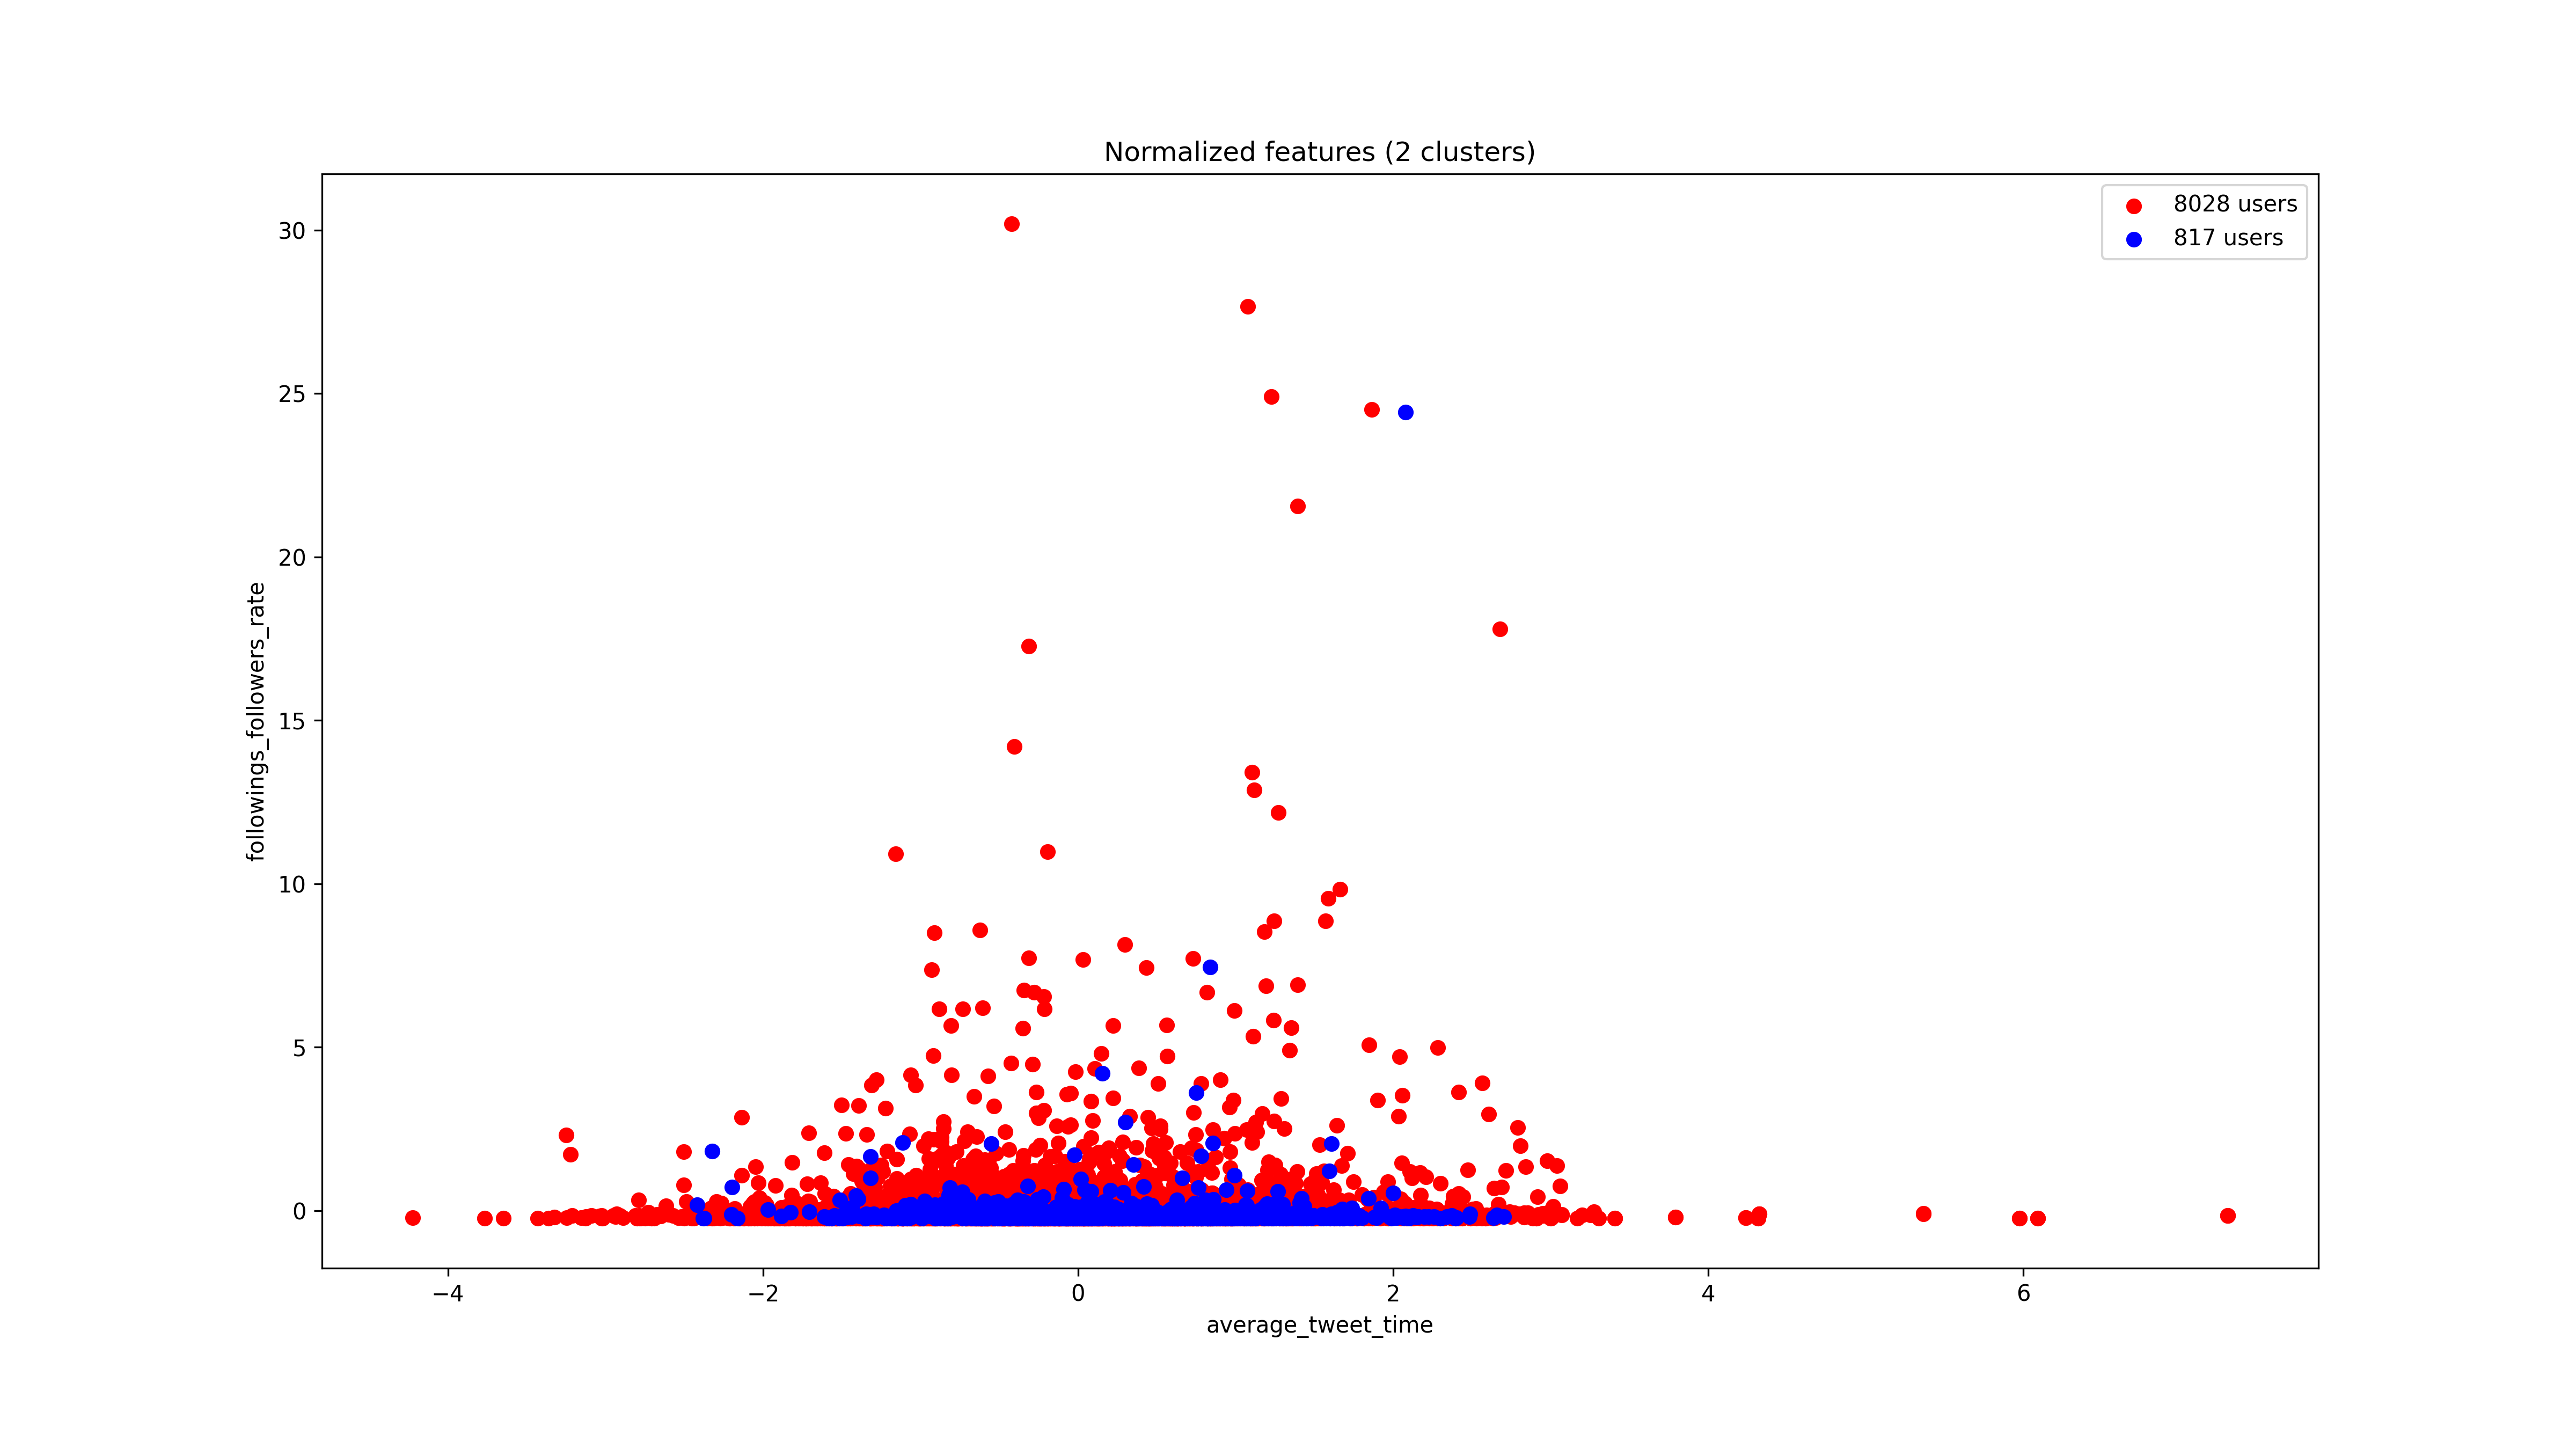 Normalized features (2 clusters)
8028 users
817 users
30
25
20
15
10
5
0
followings_followers_rate
−4
−2
0
2
4
6
average_tweet_time